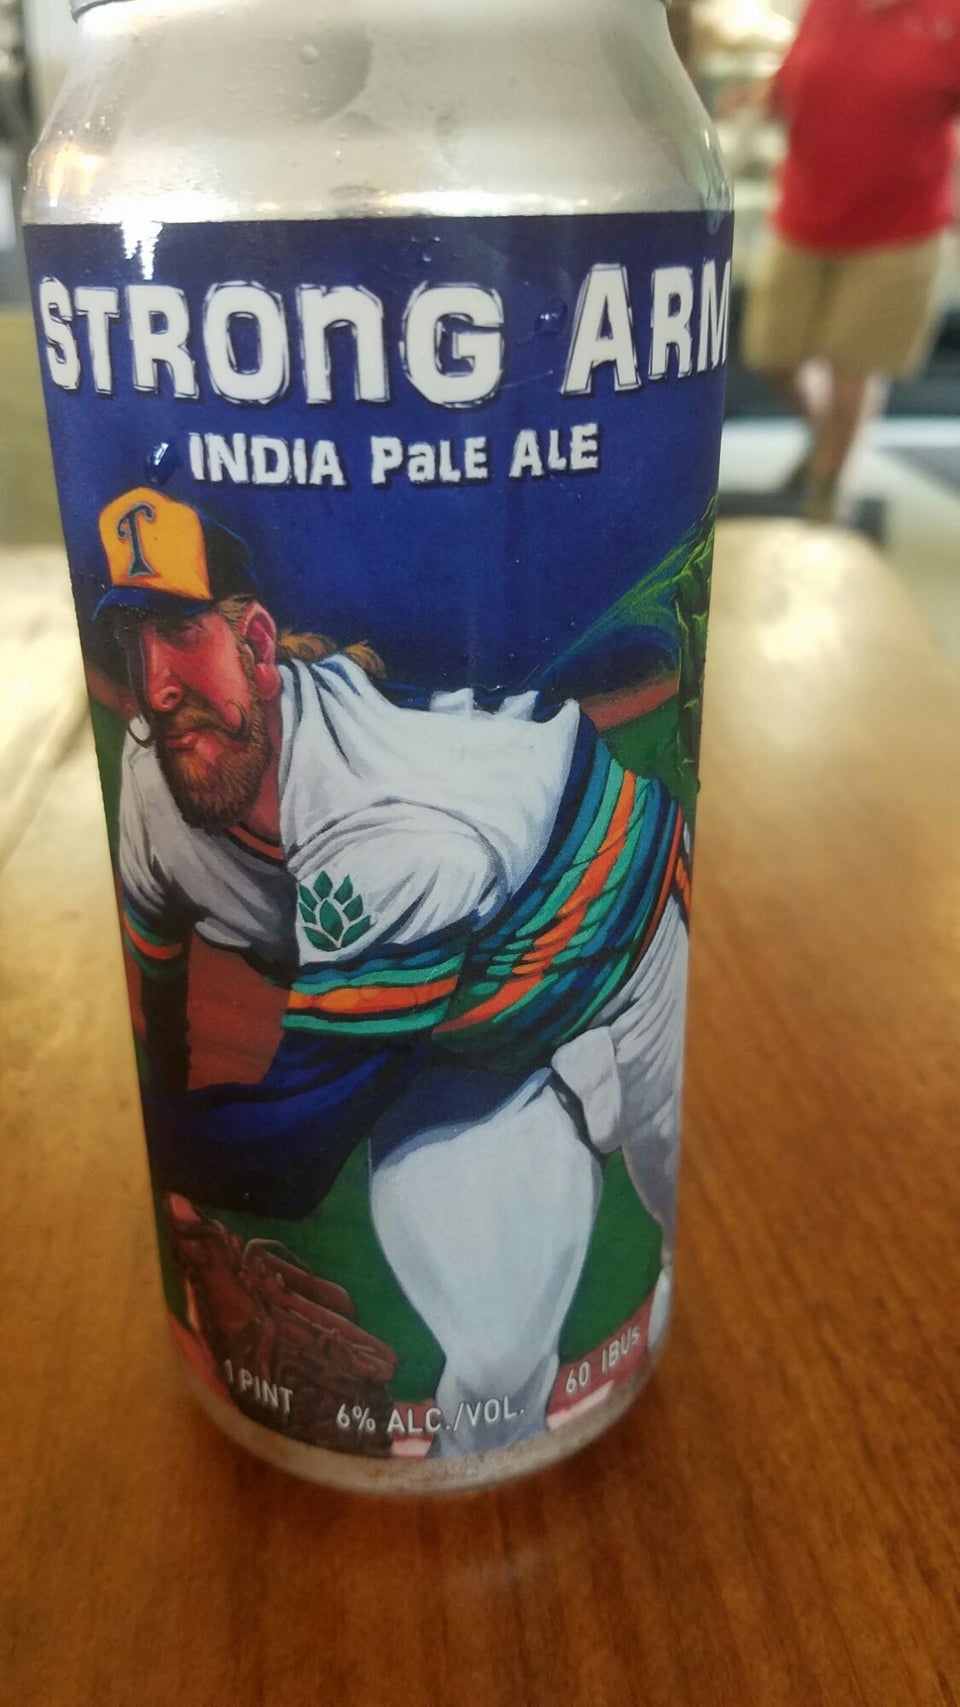 STRONG ARM
INDIA PALE ALE
T
1 PINT 6% ALC./VOL. 60 IBUs